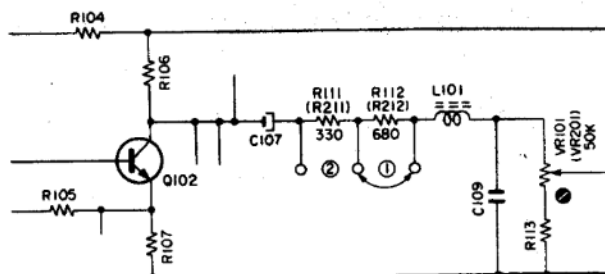 R104
R106
C107
R111
(R211)
330
R112
(R212)
680
L101
VR101
(VR201)
50K
②
①
Q102
R105
R107
C109
R113